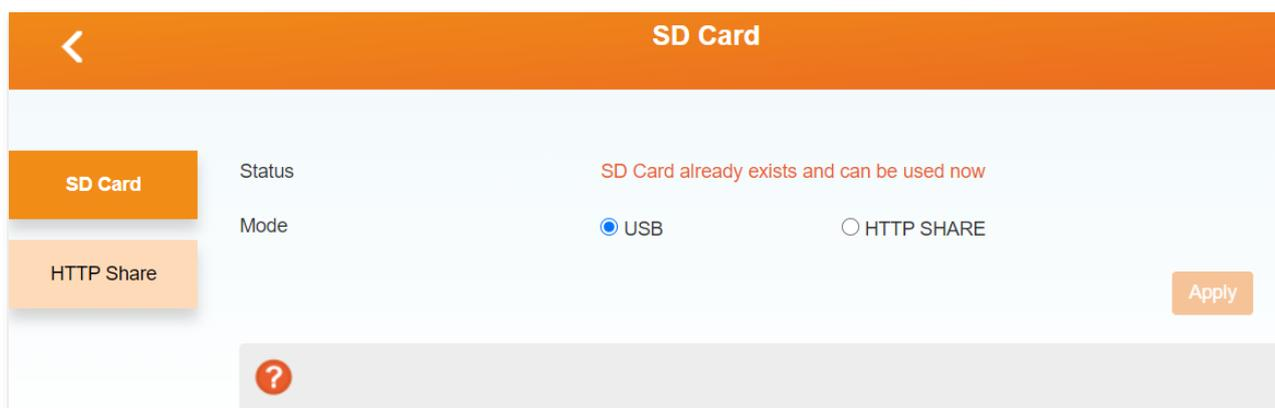 SD Card
SD Card
HTTP Share
Status
SD Card already exists and can be used now
Mode
USB
HTTP SHARE
Apply
?